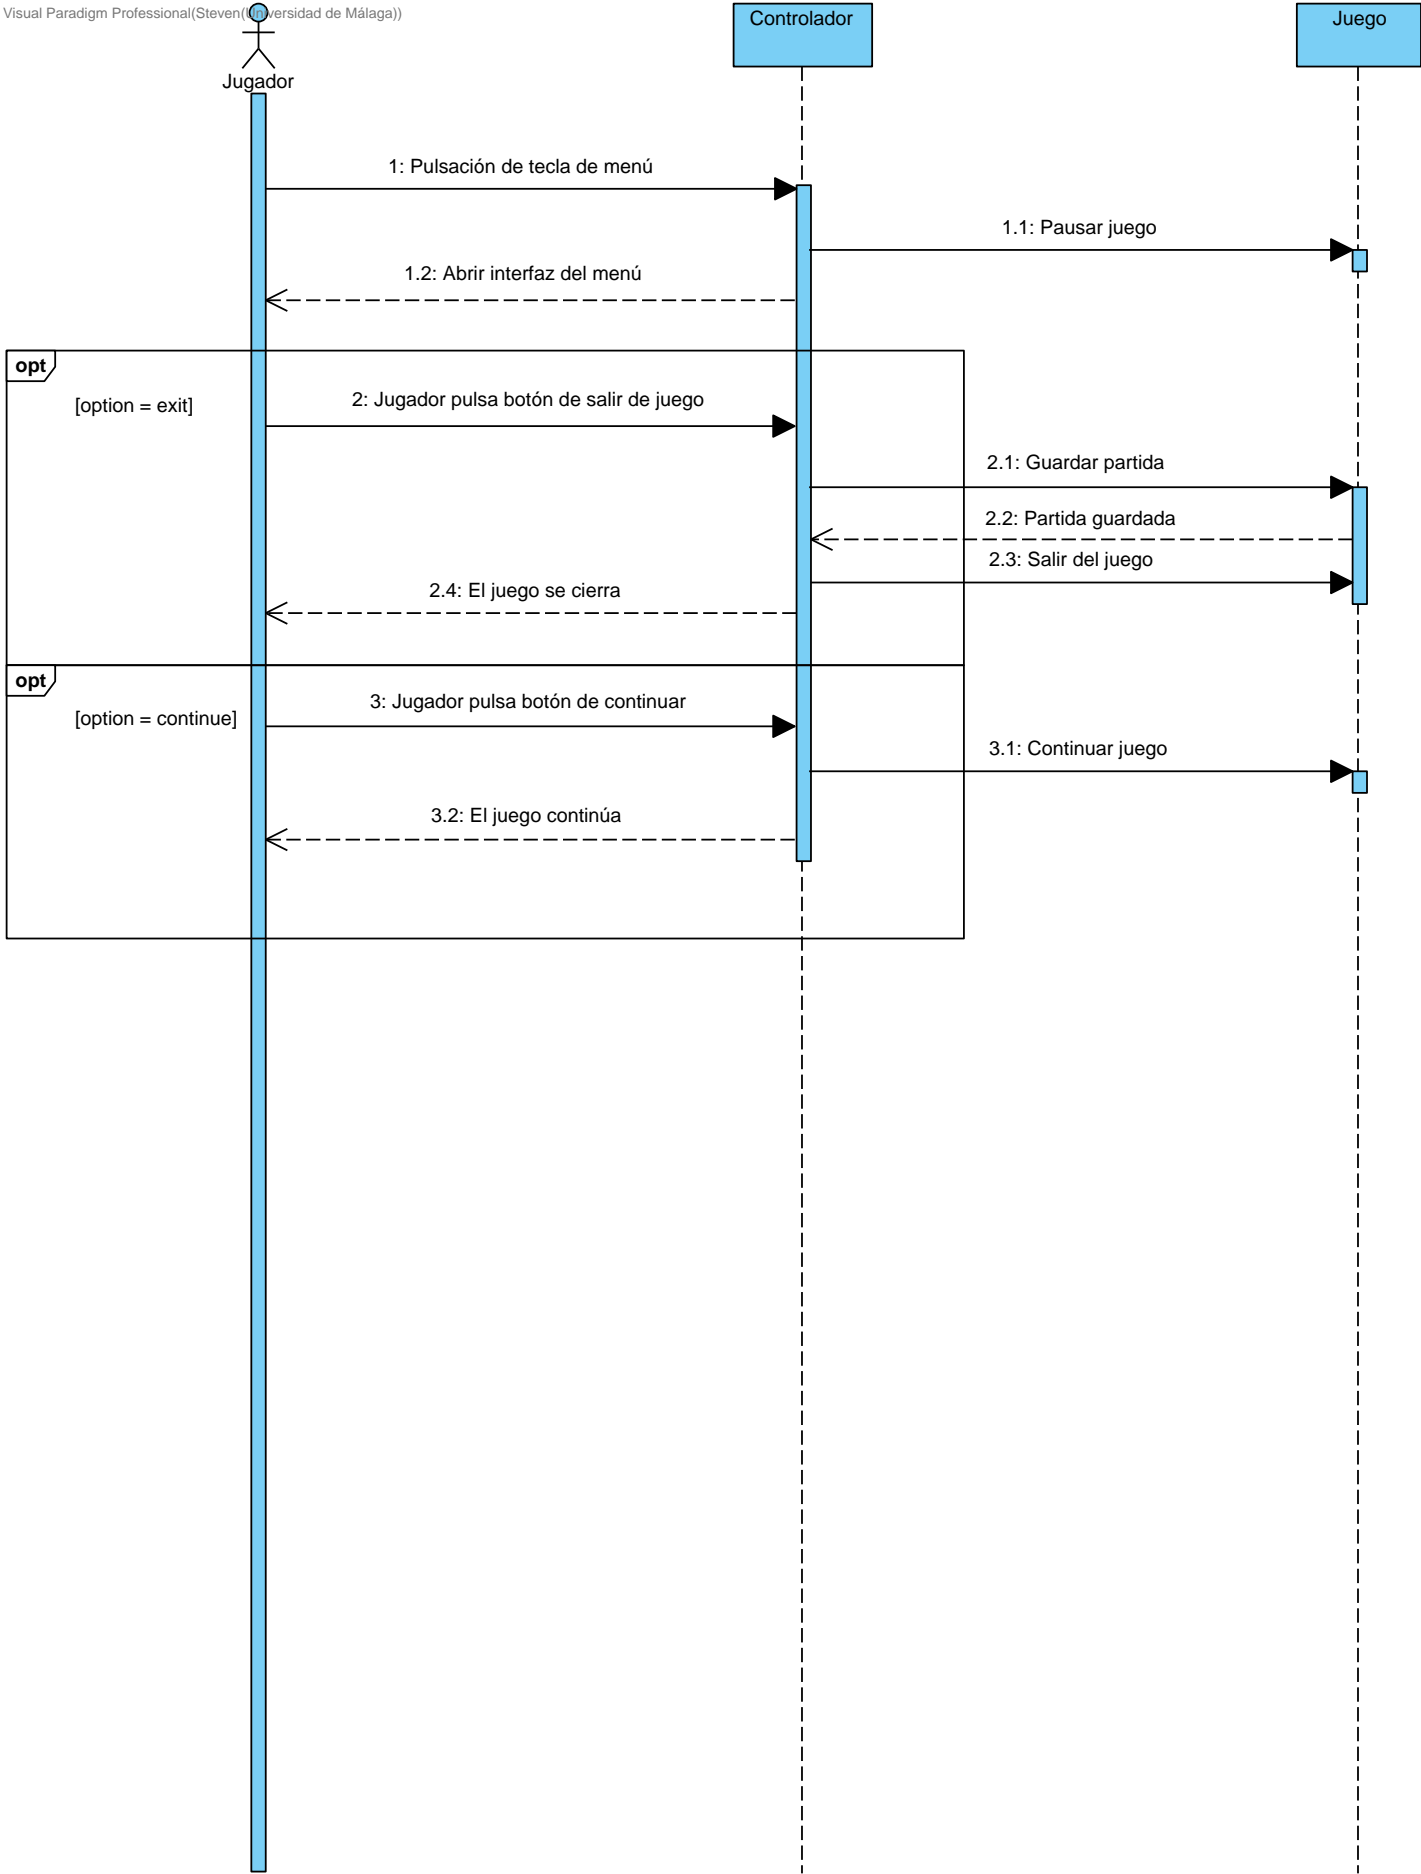 Visual Paradigm Professional(Steven(Universidad de Málaga))
Jugador
Controlador
Juego
1: Pulsación de tecla de menú
1.1: Pausar juego
1.2: Abrir interfaz del menú
opt
[option = exit]
2: Jugador pulsa botón de salir de juego
2.1: Guardar partida
2.2: Partida guardada
2.3: Salir del juego
2.4: El juego se cierra
opt
[option = continue]
3: Jugador pulsa botón de continuar
3.1: Continuar juego
3.2: El juego continúa